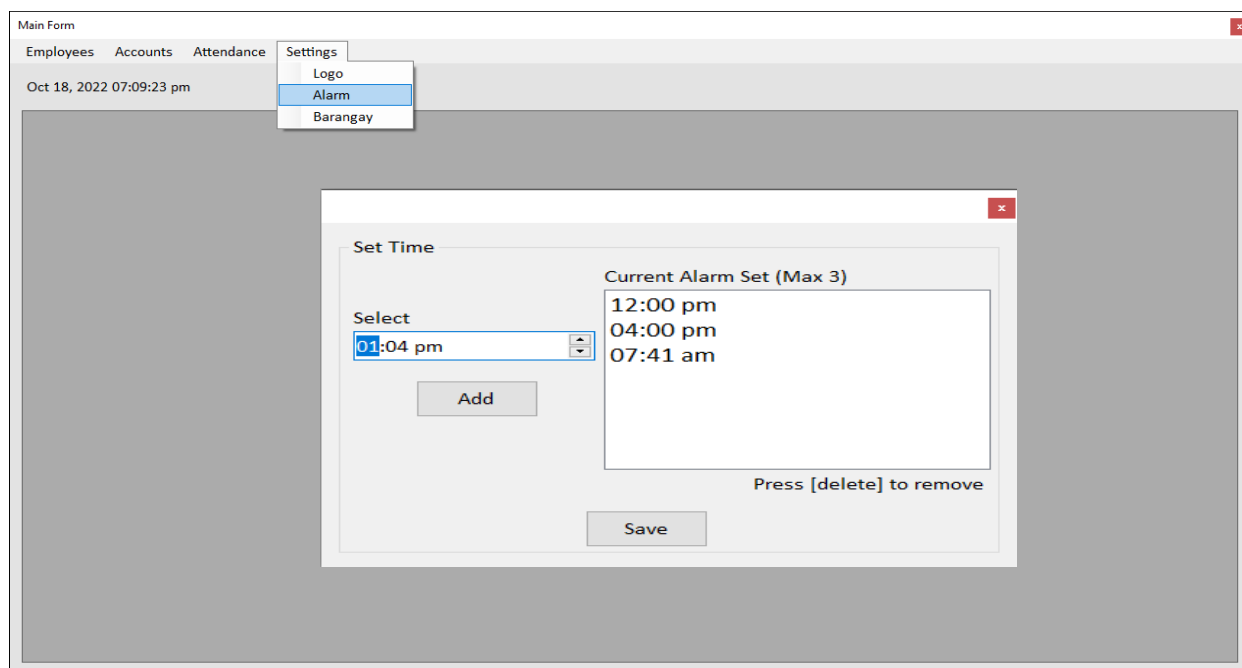 Main Form
x
Employees Accounts Attendance Settings
Logo
Oct 18, 2022 07:09:23 pm
Alarm
Barangay
x
Set Time
Current Alarm Set (Max 3)
12:00 pm
Select
04:00 pm
01:04 pm
07:41 am
Add
Press [delete] to remove
Save